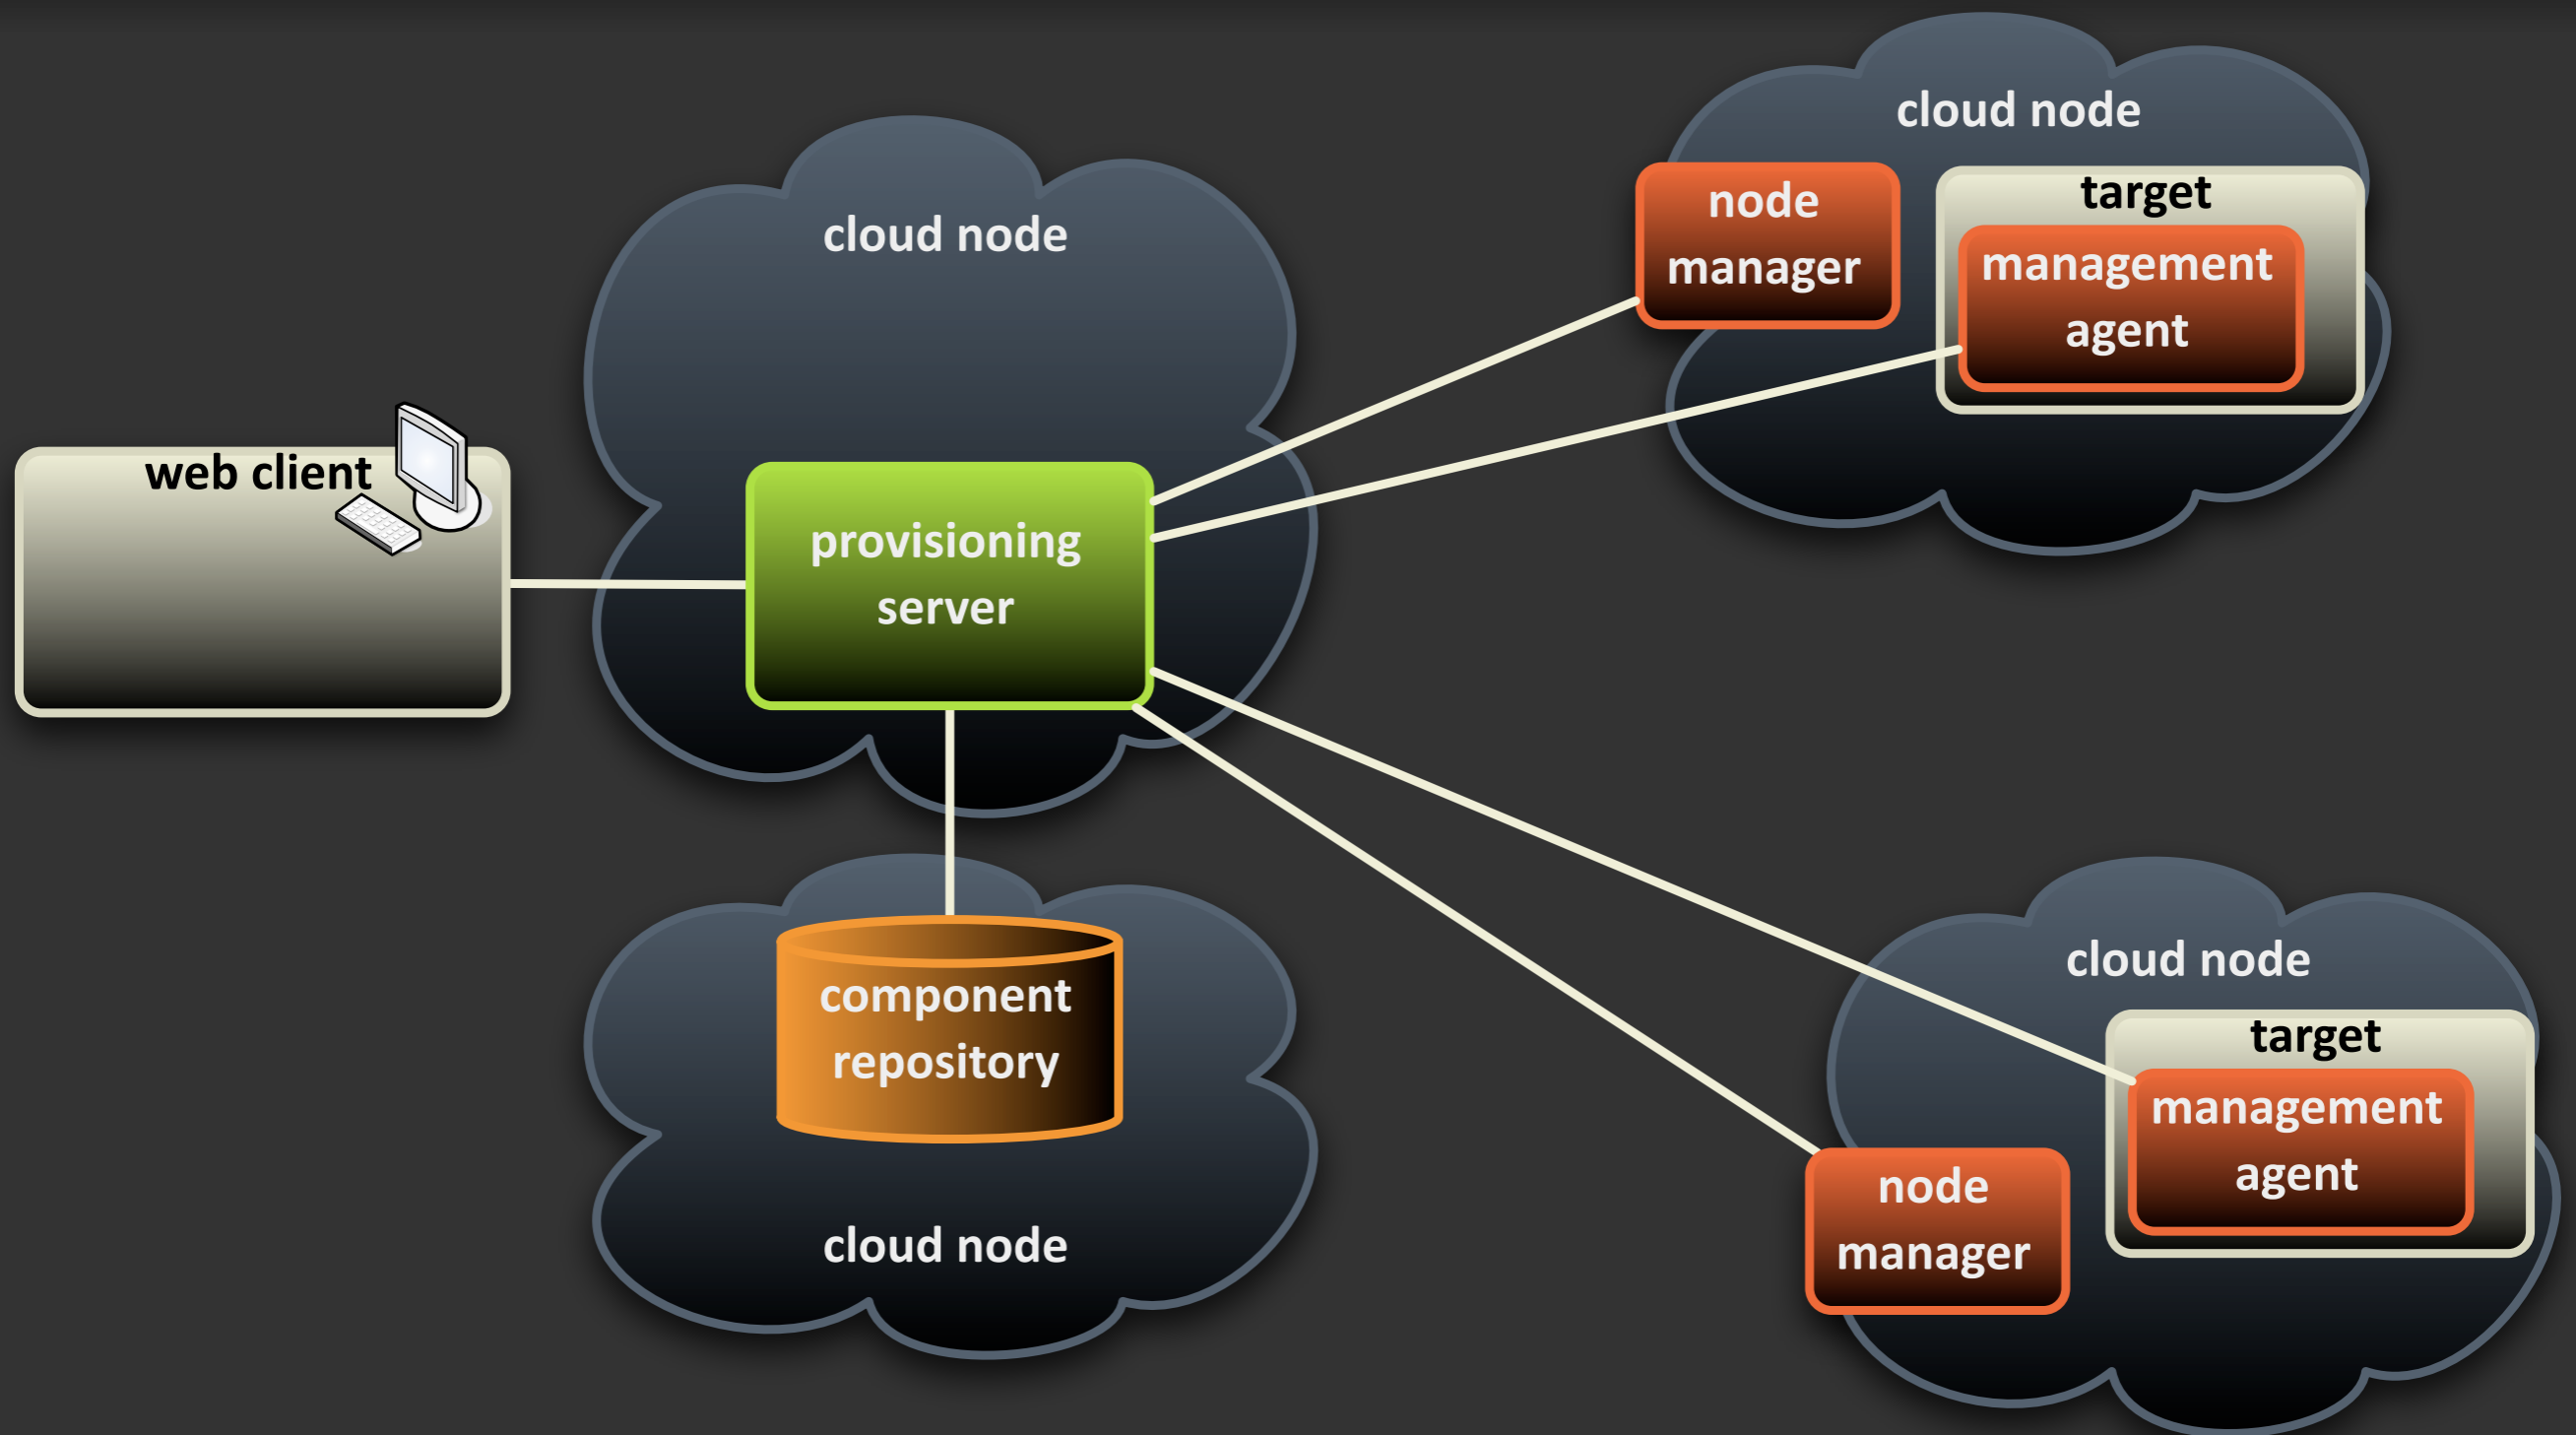 web client
cloud node
provisioning
server
component
repository
cloud node
cloud node
node
manager
target
management
agent
cloud node
target
management
agent
node
manager